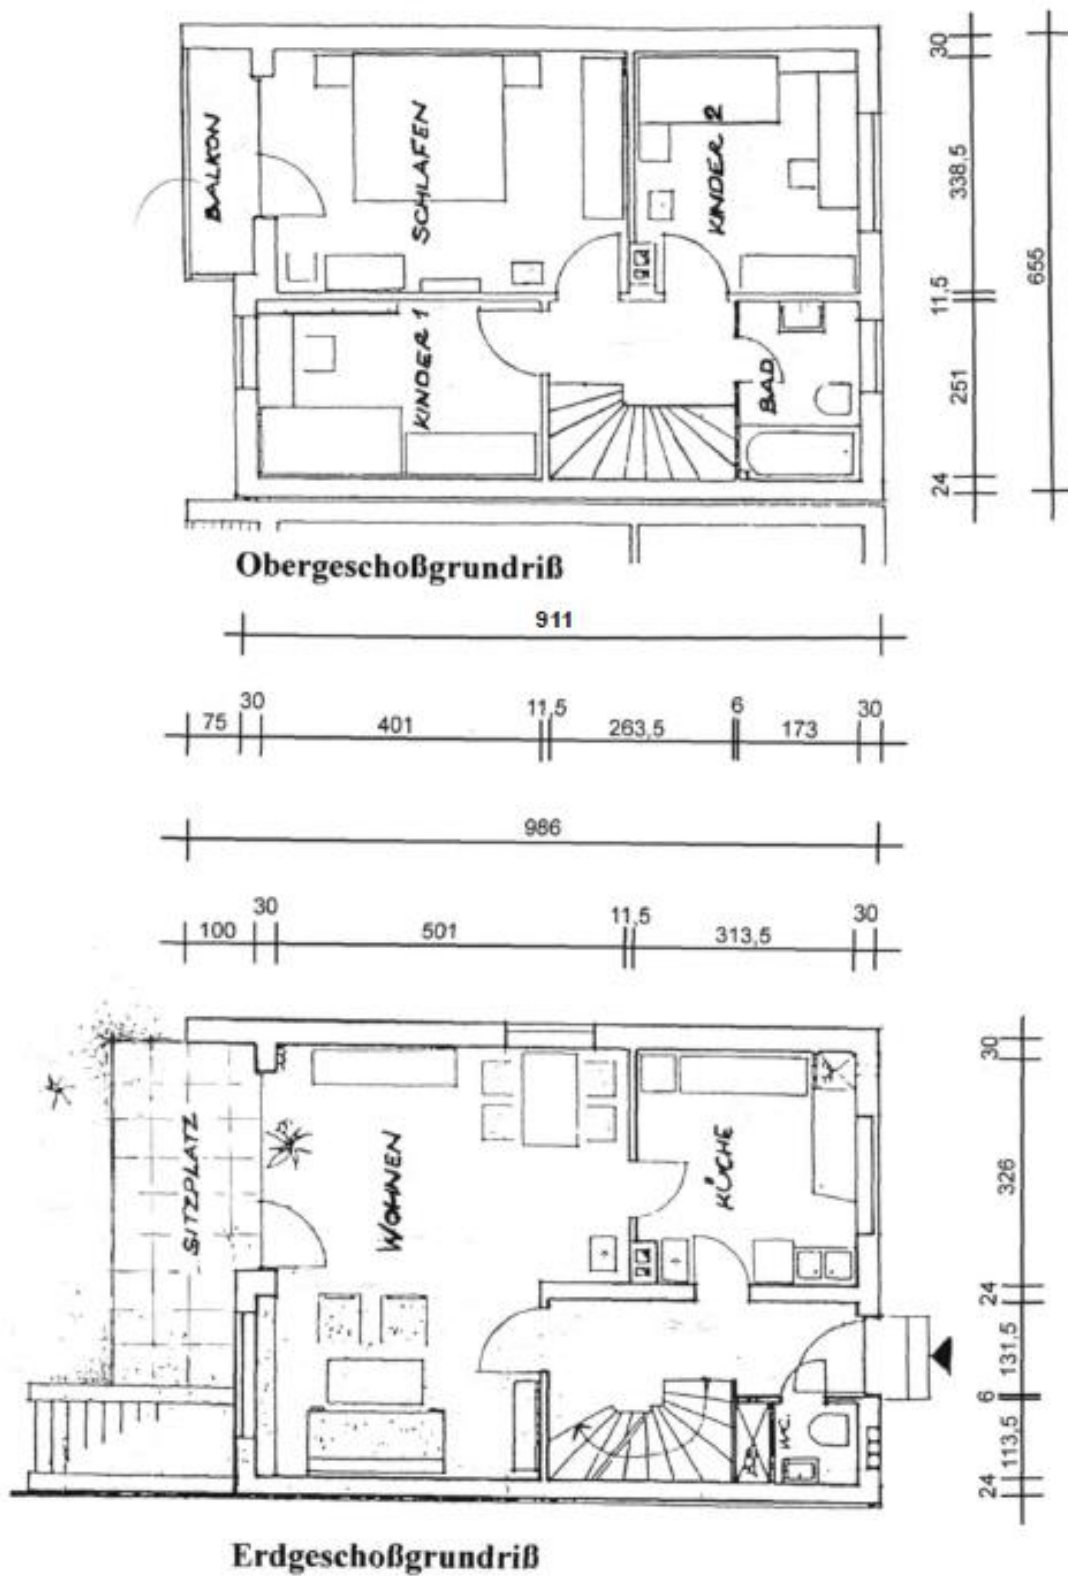 BALKON
SCHLAFEN
KINDER 2
KINDER 1
BAD
30
338,5
11,5
251
24
655
Obergeschoßgrundriß
911
75
30
401
11,5
263,5
6
173
30
986
100
30
501
11,5
313,5
30
SITZPLATZ
WOHNEN
KÜCHE
AB
WC.
30
326
24
131,5
6
113,5
24
Erdgeschoßgrundriß